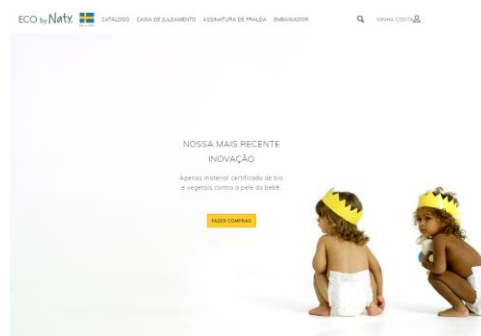 ECO by Naty CATÁLOGO CAIXA DE JULGAMENTO ASSINATURA DE FRALDA EMBAIXADOR MINHA CONTA
NOSSA MAIS RECENTE
INOVAÇÃO
Apenas material certificado de bio
e vegetais contra a pele do bebê.
FAZER COMPRAS